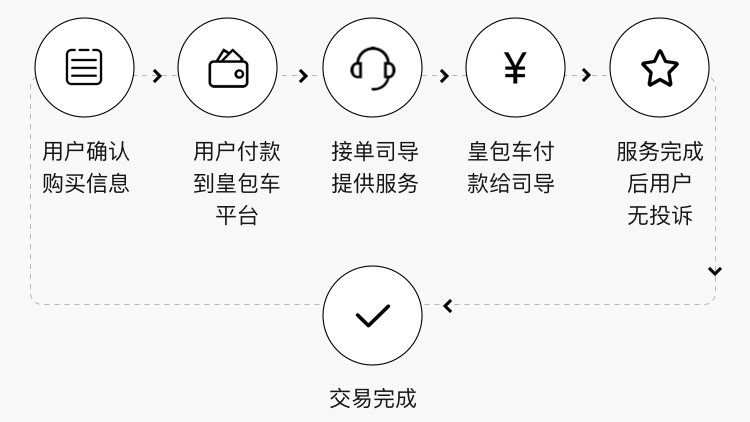 ¥
用户确认
购买信息
用户付款
到皇包车
平台
接单司导
提供服务
皇包车付
款给司导
服务完成
后用户
无投诉
交易完成